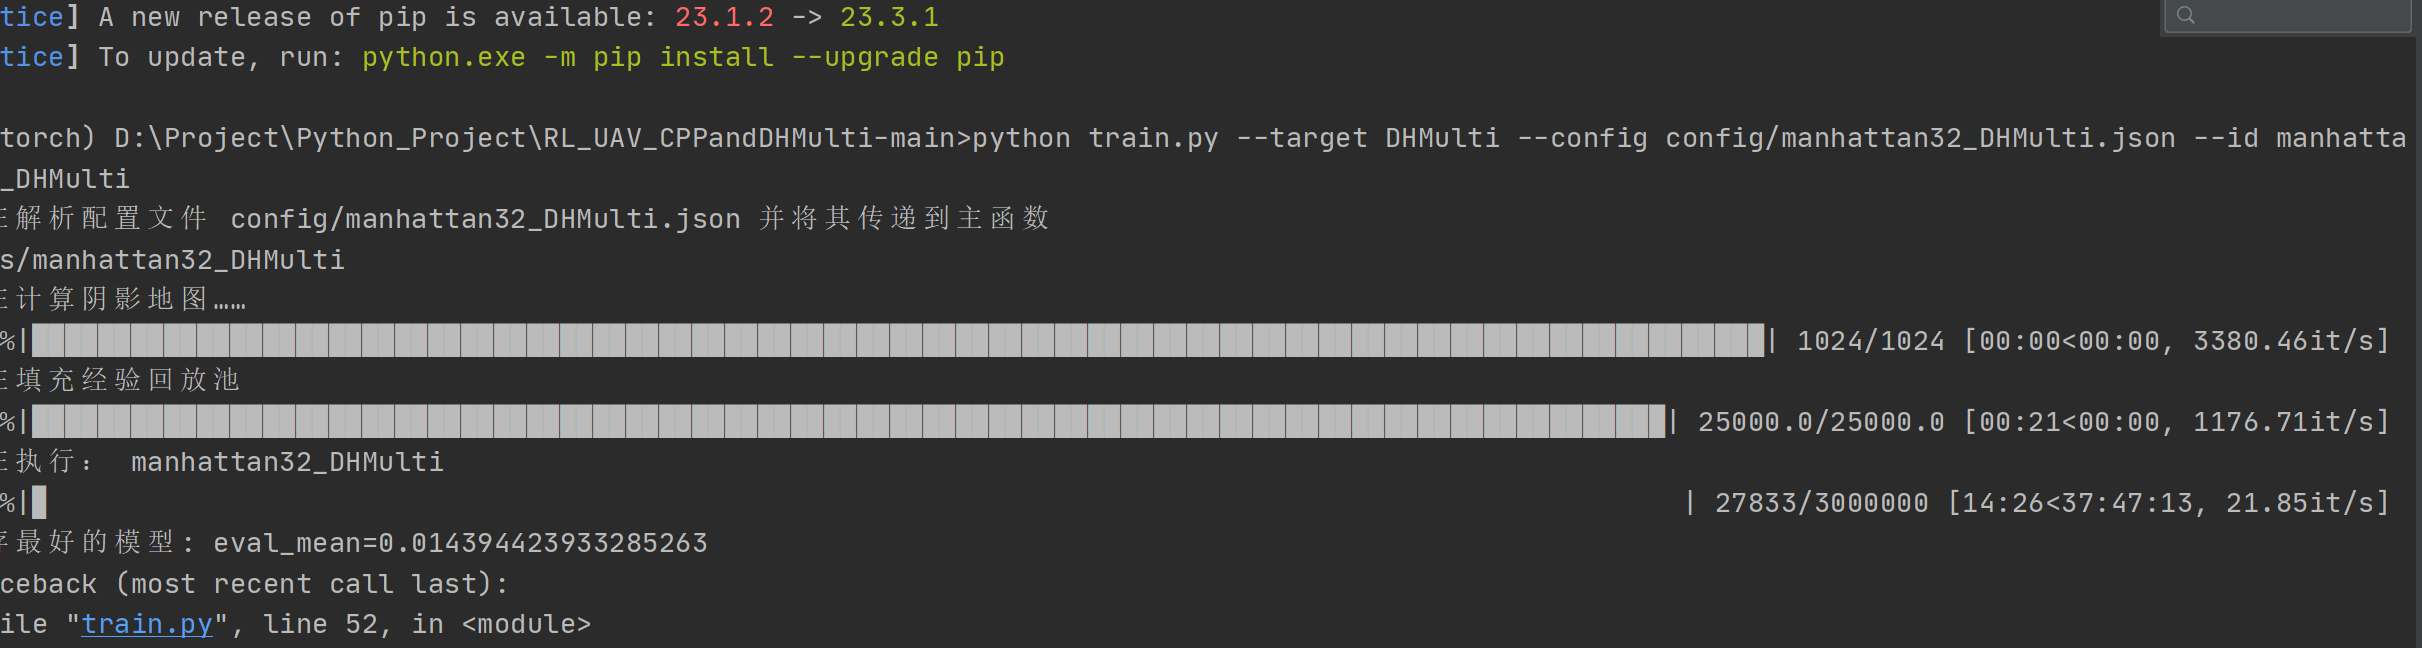 tice] A new release of pip is available: 23.1.2 -> 23.3.1
tice] To update, run: python.exe -m pip install --upgrade pip
torch) D:\Project\Python_Project\RL_UAV_CPPandDHMulti-main>python train.py --target DHMulti --config config/manhattan32_DHMulti.json --id manhatta
_DHMulti
解析配置文件 config/manhattan32_DHMulti.json 并将其传递到主函数
s/manhattan32_DHMulti
计算阴影地图……
%| | 1024/1024 [00:00<00:00, 3380.46it/s]
填充经验回放池
%| | 25000.0/25000.0 [00:21<00:00, 1176.71it/s]
执行： manhattan32_DHMulti
%| | 27833/3000000 [14:26<37:47:13, 21.85it/s]
最好的模型: eval_mean=0.014394423933285263
ceback (most recent call last):
ile "train.py", line 52, in <module>